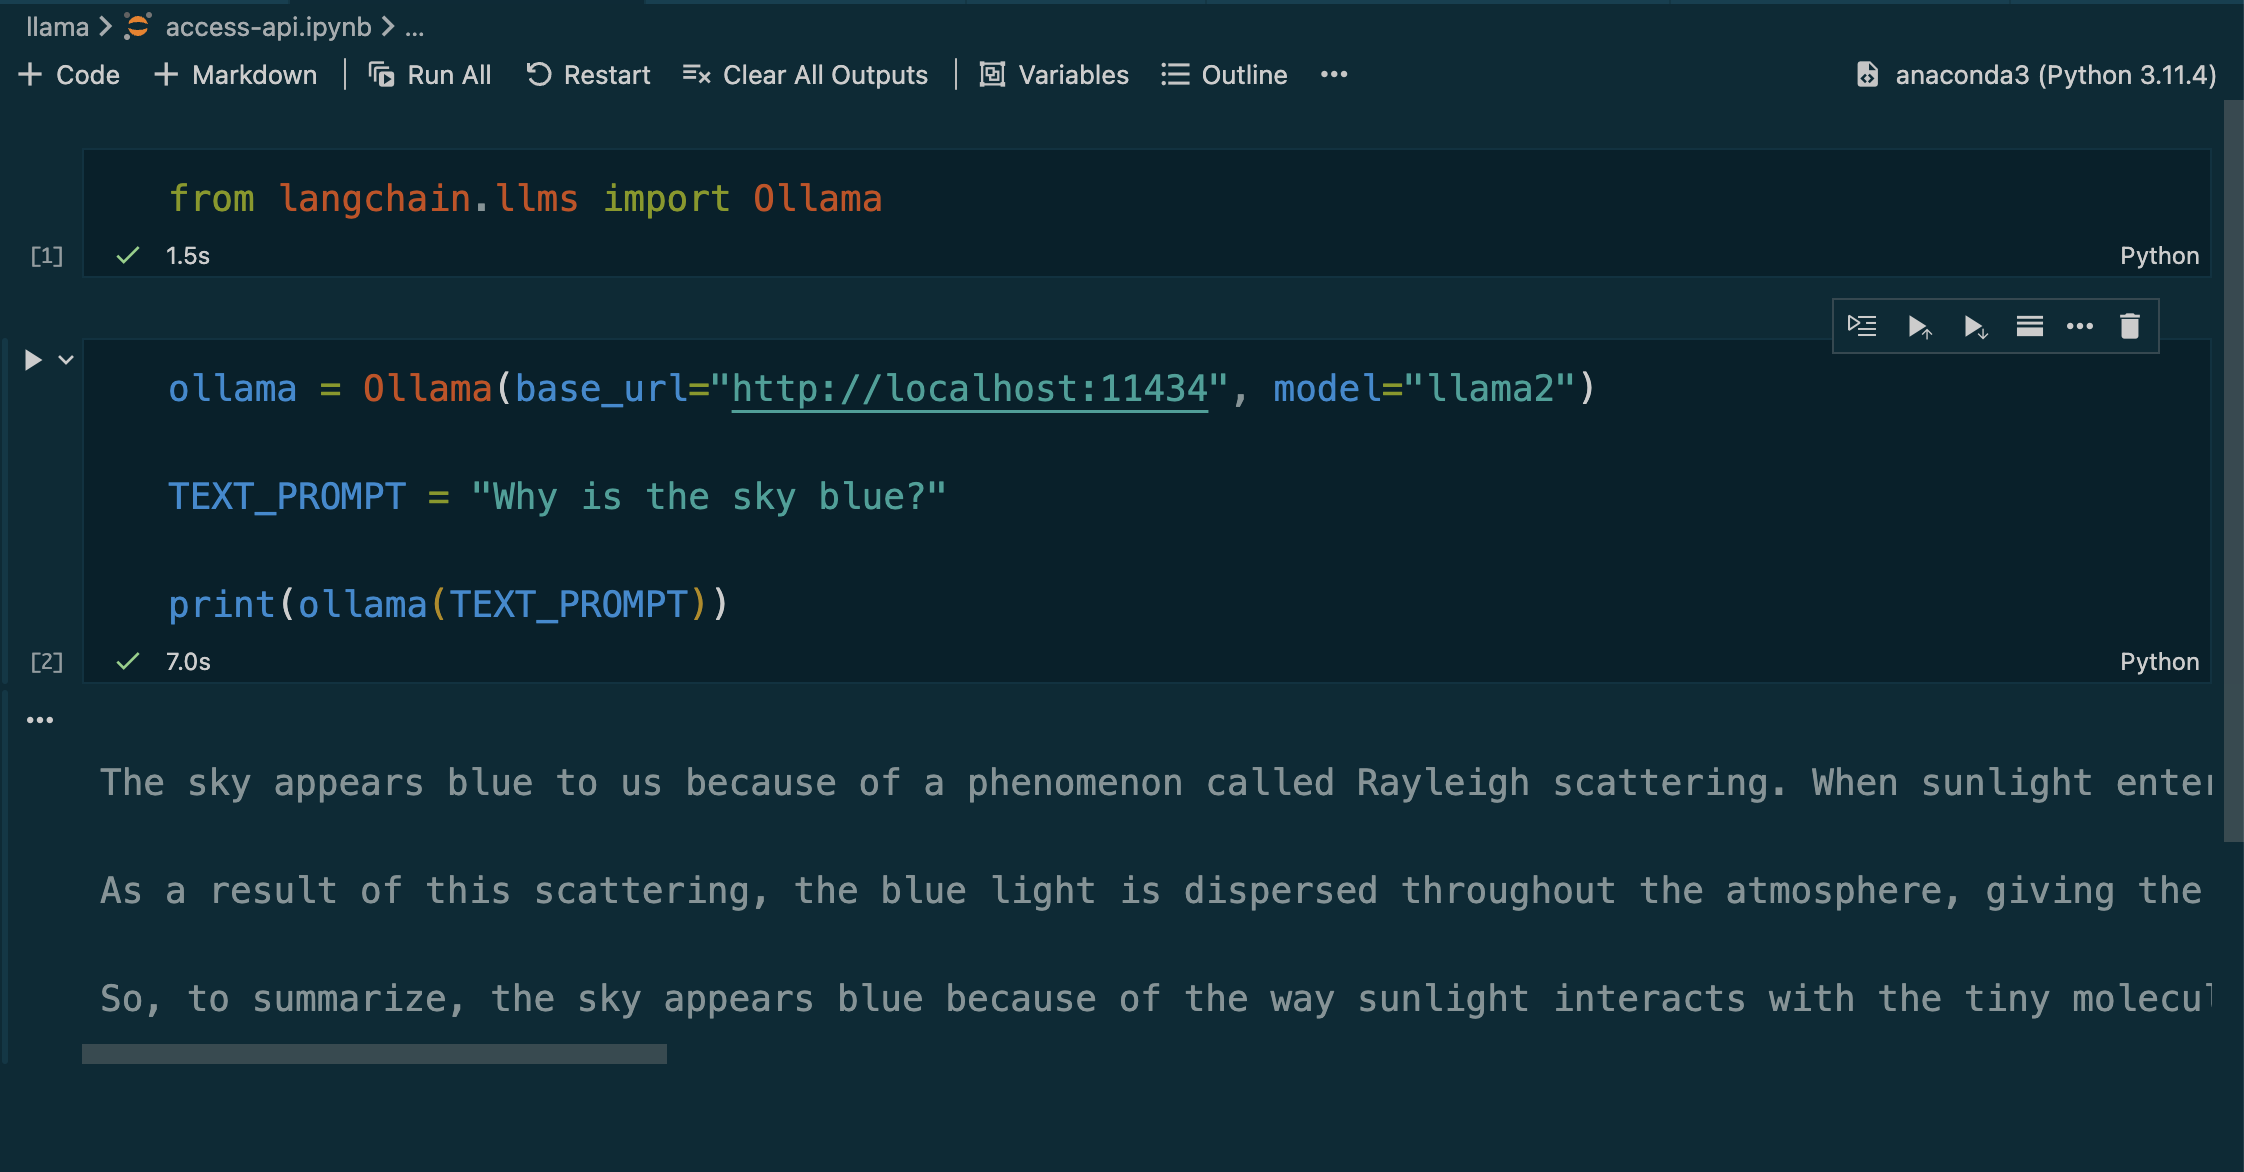 llama > access-api.ipynb > ...
+ Code + Markdown | Run All Restart Clear All Outputs | Variables Outline ... anaconda3 (Python 3.11.4)
from langchain.llms import Ollama
[1] 1.5s Python
ollama = Ollama(base_url="http://localhost:11434", model="llama2")
TEXT_PROMPT = "Why is the sky blue?"
print(ollama(TEXT_PROMPT))
[2] 7.0s Python
...
The sky appears blue to us because of a phenomenon called Rayleigh scattering. When sunlight enter
As a result of this scattering, the blue light is dispersed throughout the atmosphere, giving the
So, to summarize, the sky appears blue because of the way sunlight interacts with the tiny molecul